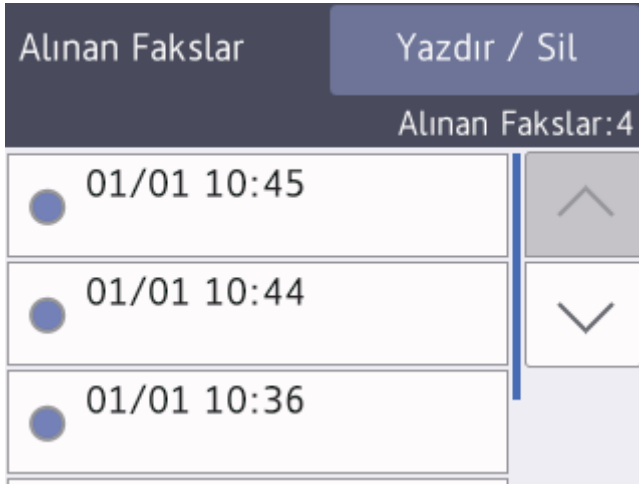 Alınan Fakslar
Yazdır / Sil
Alınan Fakslar:4
01/01 10:45
01/01 10:44
01/01 10:36